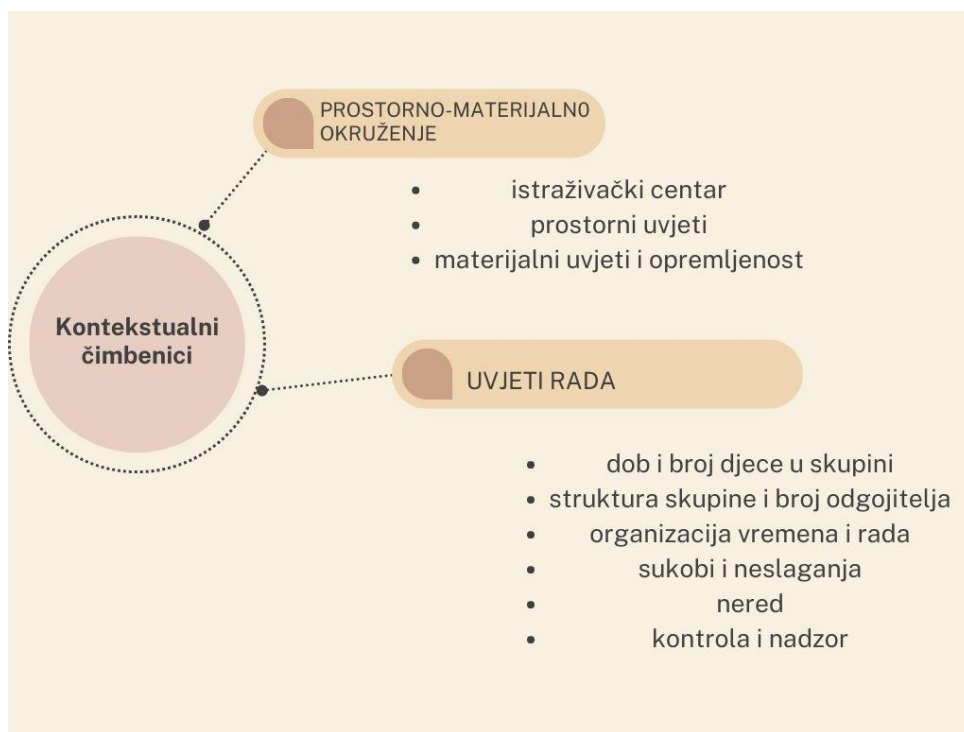 PROSTORNO-MATERIJALN0
OKRUŽENJE
• istraživački centar
• prostorni uvjeti
• materijalni uvjeti i opremljenost
Kontekstualni
čimbenici
UVJETI RADA
• dob i broj djece u skupini
• struktura skupine i broj odgojitelja
• organizacija vremena i rada
• sukobi i neslaganja
• nered
• kontrola i nadzor